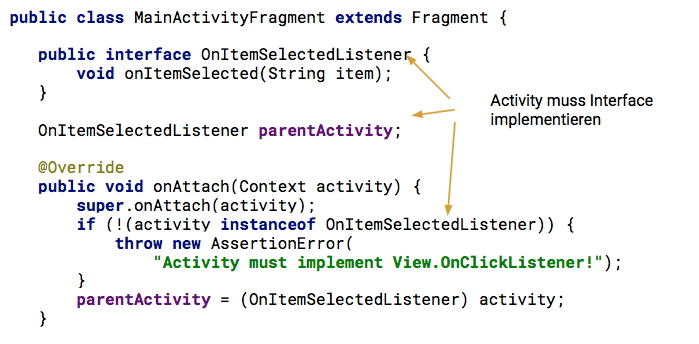 public class MainActivityFragment extends Fragment {
public interface OnItemSelectedListener {
void onItemSelected(String item);
}
Activity muss Interface
implementieren
OnItemSelectedListener parentActivity;
@Override
public void onAttach(Context activity) {
super.onAttach(activity);
if (!(activity instanceof OnItemSelectedListener)) {
throw new AssertionError(
"Activity must implement View.OnClickListener!");
}
parentActivity = (OnItemSelectedListener) activity;
}